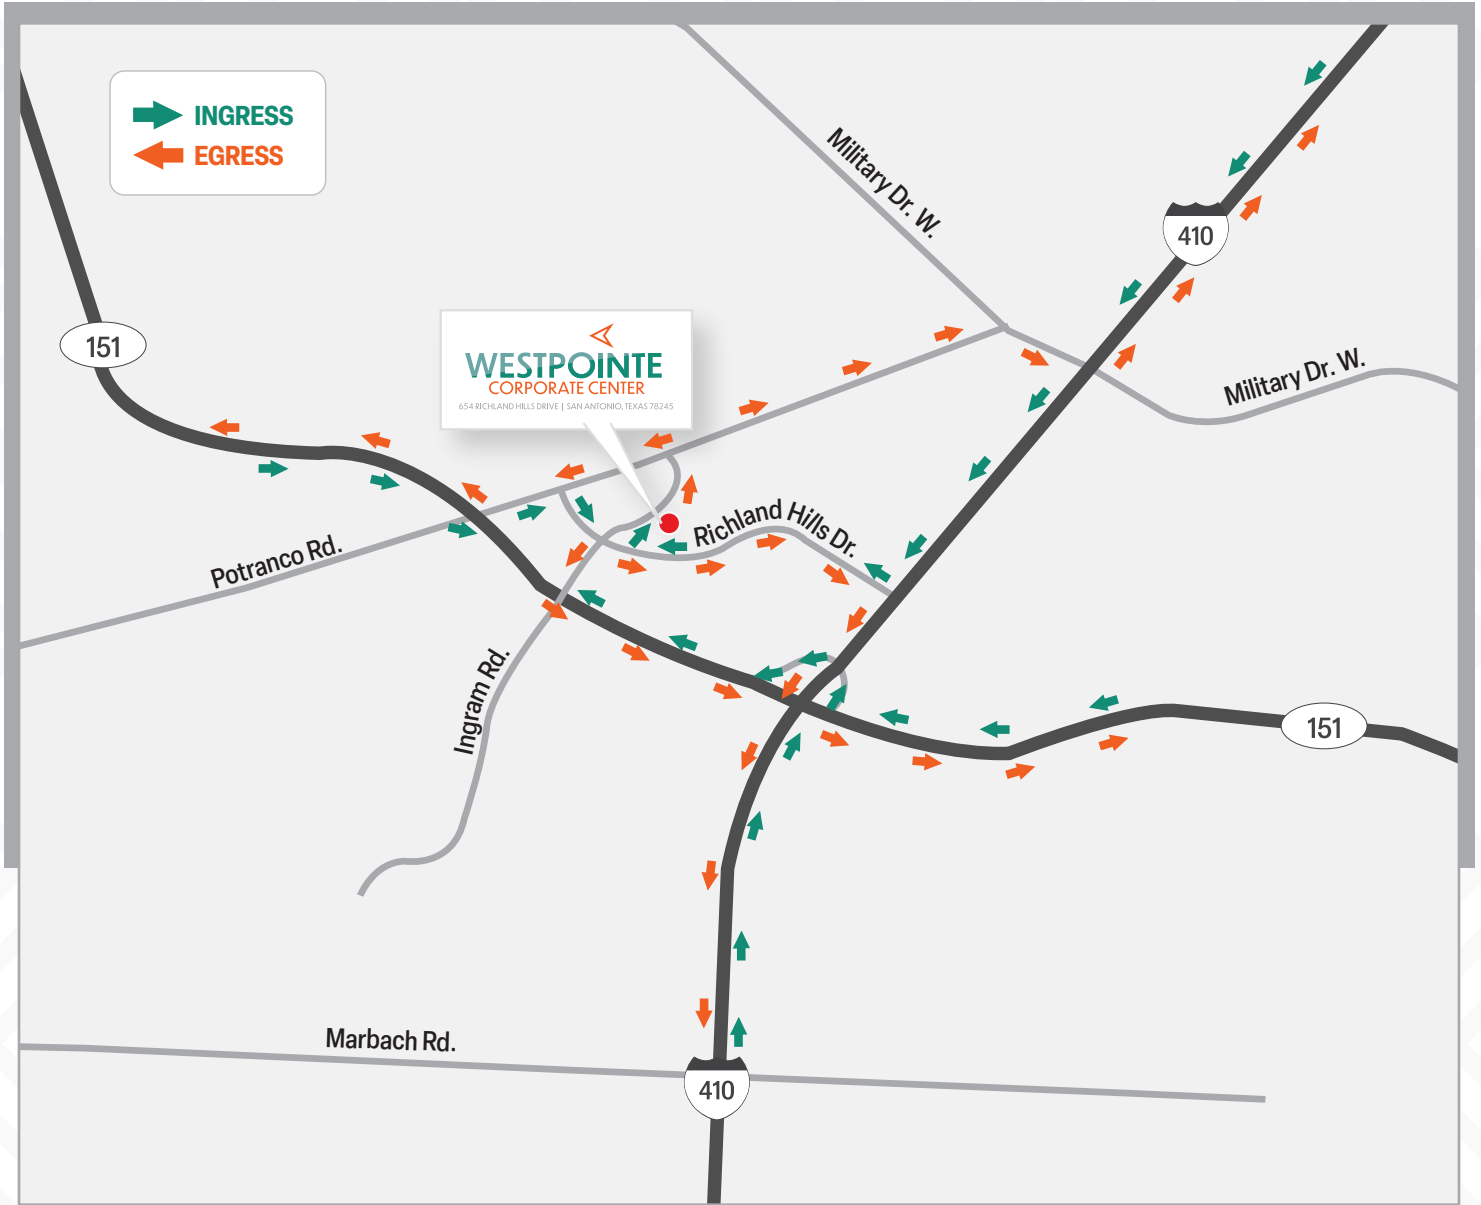 INGRESS
EGRESS
Military Dr. W.
410
151
WESTPOINTE
CORPORATE CENTER
654 RICHLAND HILLS DRIVE | SAN ANTONIO, TEXAS 78245
Military Dr. W.
Richland Hills Dr.
Potranco Rd.
Ingram Rd.
151
Marbach Rd.
410